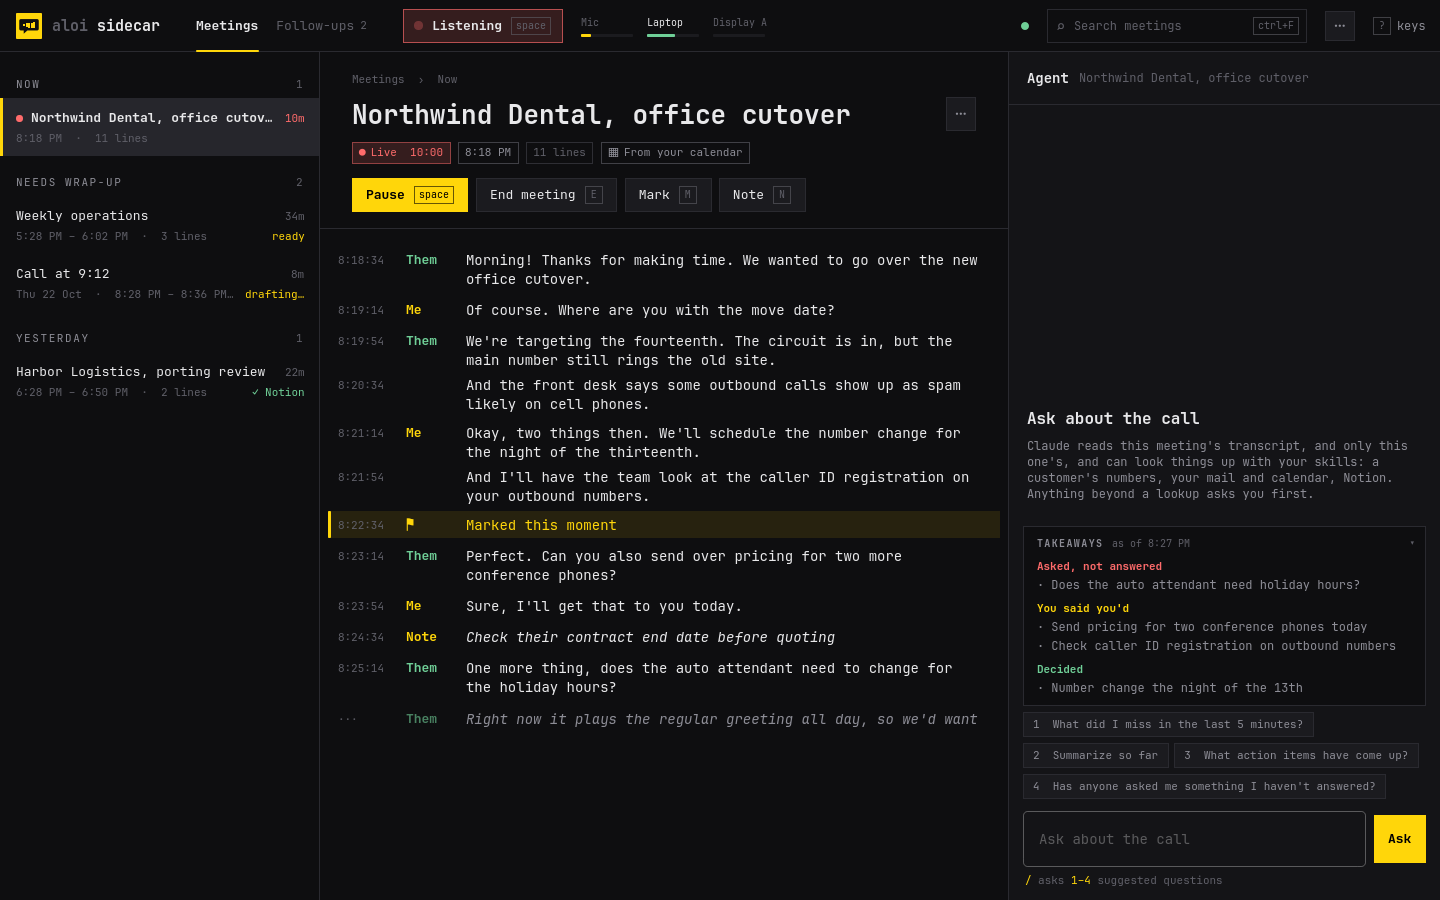 aloi sidecar
Meetings
Follow-ups 2
Listening space
Mic
Laptop
Display A
Search meetings ctrl+F
? keys
NOW 1
Northwind Dental, office cutov… 10m
8:18 PM · 11 lines
NEEDS WRAP-UP 2
Weekly operations 34m
5:28 PM – 6:02 PM · 3 lines ready
Call at 9:12 8m
Thu 22 Oct · 8:28 PM – 8:36 PM… drafting…
YESTERDAY 1
Harbor Logistics, porting review 22m
6:28 PM – 6:50 PM · 2 lines ✓ Notion
Meetings › Now
Northwind Dental, office cutover
Live 10:00 8:18 PM 11 lines From your calendar
Pause space End meeting E Mark M Note N
8:18:34 Them Morning! Thanks for making time. We wanted to go over the new
office cutover.
8:19:14 Me Of course. Where are you with the move date?
8:19:54 Them We're targeting the fourteenth. The circuit is in, but the
main number still rings the old site.
8:20:34 And the front desk says some outbound calls show up as spam
likely on cell phones.
8:21:14 Me Okay, two things then. We'll schedule the number change for
the night of the thirteenth.
8:21:54 And I'll have the team look at the caller ID registration on
your outbound numbers.
8:22:34 Marked this moment
8:23:14 Them Perfect. Can you also send over pricing for two more
conference phones?
8:23:54 Me Sure, I'll get that to you today.
8:24:34 Note Check their contract end date before quoting
8:25:14 Them One more thing, does the auto attendant need to change for
the holiday hours?
··· Them Right now it plays the regular greeting all day, so we'd want
Agent Northwind Dental, office cutover
Ask about the call
Claude reads this meeting's transcript, and only this
one's, and can look things up with your skills: a
customer's numbers, your mail and calendar, Notion.
Anything beyond a lookup asks you first.
TAKEAWAYS as of 8:27 PM
Asked, not answered
· Does the auto attendant need holiday hours?
You said you'd
· Send pricing for two conference phones today
· Check caller ID registration on outbound numbers
Decided
· Number change the night of the 13th
1 What did I miss in the last 5 minutes?
2 Summarize so far
3 What action items have come up?
4 Has anyone asked me something I haven't answered?
Ask about the call
Ask
/ asks 1–4 suggested questions